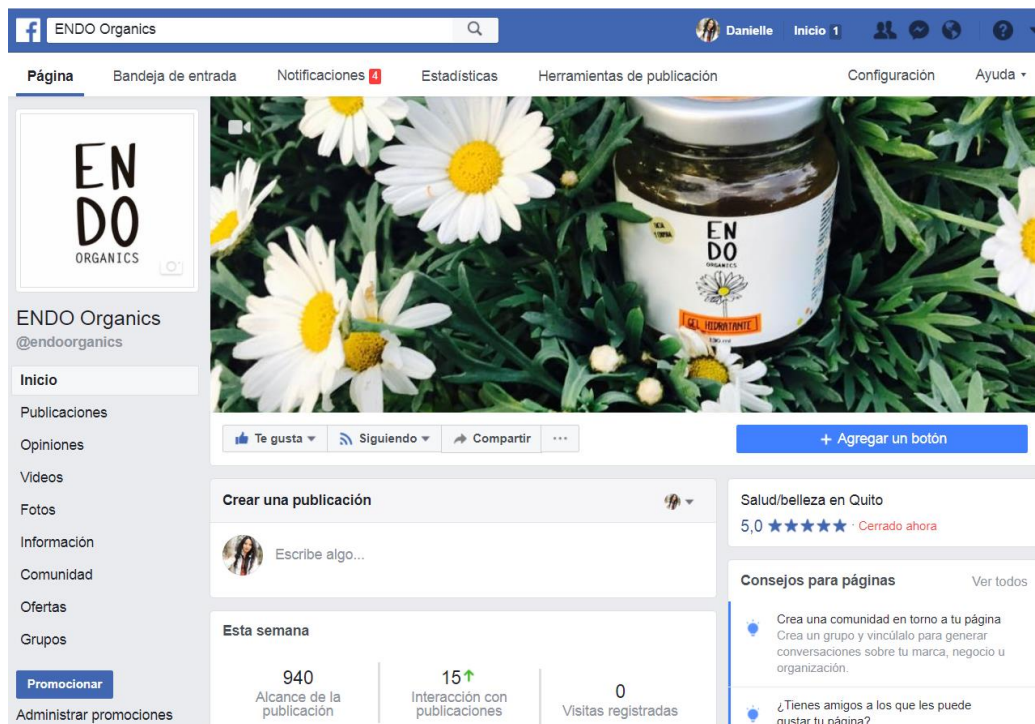 ENDO Organics
Danielle
Inicio 1
Página
Bandeja de entrada
Notificaciones 4
Estadísticas
Herramientas de publicación
Configuración
Ayuda
EN
DO
ORGANICS
EN
DO
ORGANICS
GEL HIDRATANTE
ENDO Organics
@endoorganics
Inicio
Publicaciones
Opiniones
Videos
Fotos
Información
Comunidad
Ofertas
Grupos
Promocionar
Administrar promociones
Te gusta
Siguiendo
Compartir
+ Agregar un botón
Crear una publicación
Escribe algo...
Esta semana
940
Alcance de la
publicación
15
Interacción con
publicaciones
0
Visitas registradas
Salud/belleza en Quito
5,0 ★★★★★ · Cerrado ahora
Consejos para páginas
Ver todos
Crea una comunidad en torno a tu página
Crea un grupo y vincúlalo para generar
conversaciones sobre tu marca, negocio u
organización.
¿Tienes amigos a los que les puede
gustar tu página?